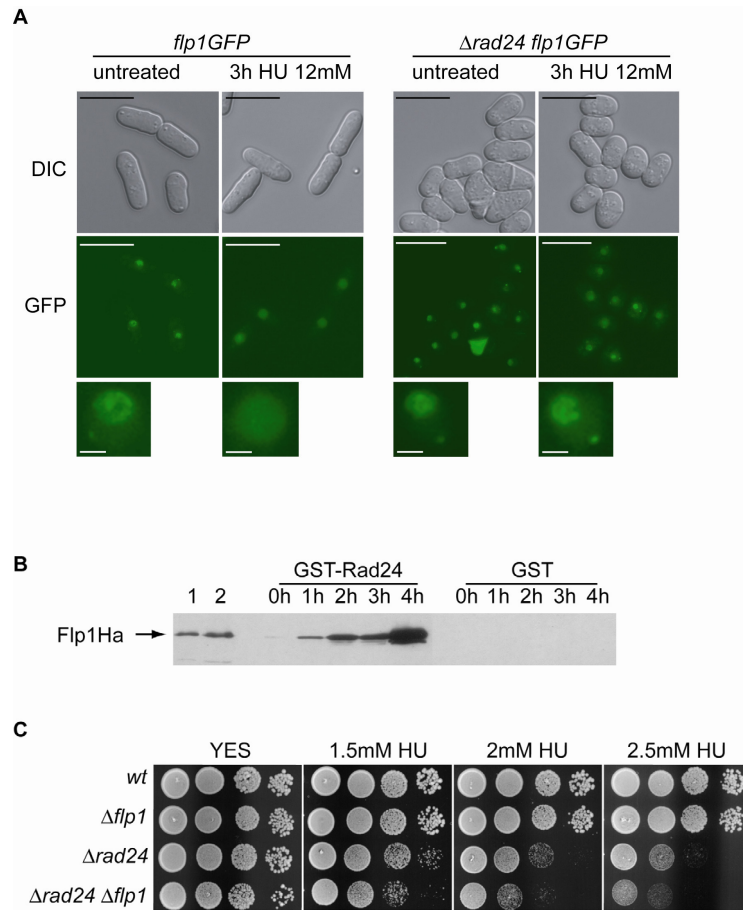 A
flp1GFP Δrad24 flp1GFP
untreated 3h HU 12mM untreated 3h HU 12mM
DIC
GFP
B
GST-Rad24 GST
1 2 0h 1h 2h 3h 4h 0h 1h 2h 3h 4h
Flp1Ha
C
YES 1.5mM HU 2mM HU 2.5mM HU
wt
Δflp1
Δrad24
Δrad24 Δflp1